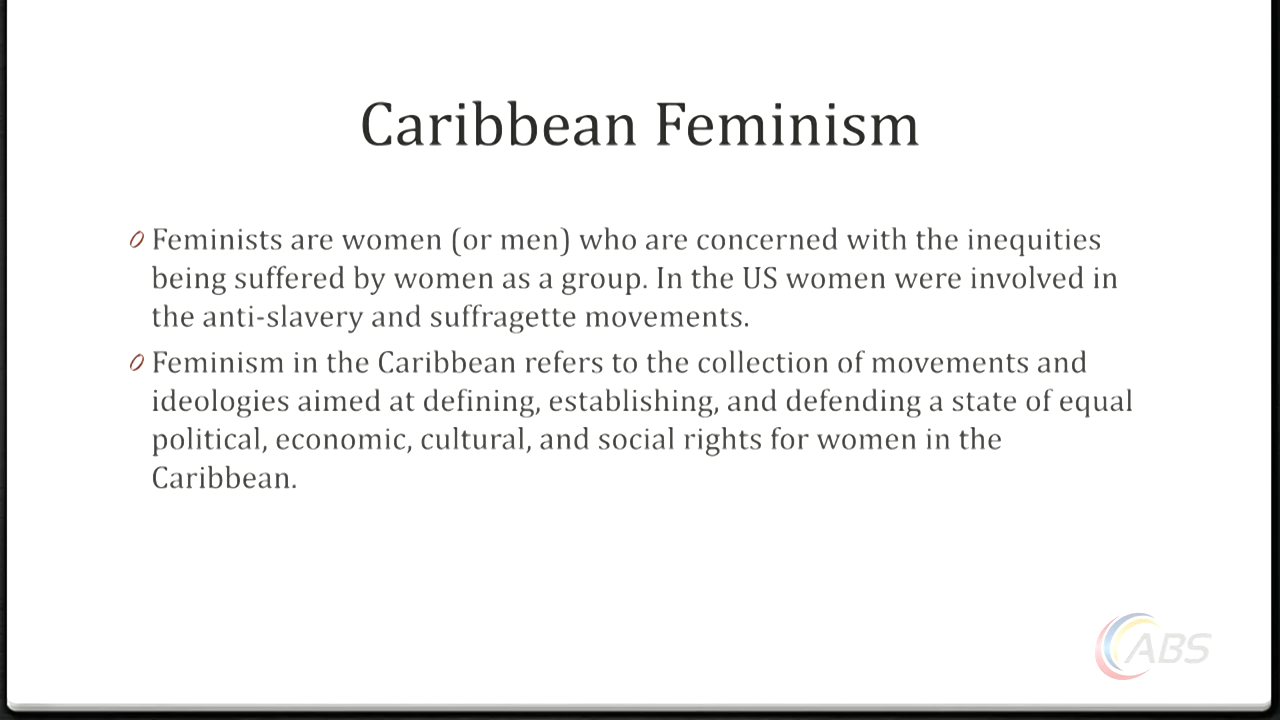 Caribbean Feminism
Feminists are women (or men) who are concerned with the inequities
being suffered by women as a group. In the US women were involved in
the anti-slavery and suffragette movements.
Feminism in the Caribbean refers to the collection of movements and
ideologies aimed at defining, establishing, and defending a state of equal
political, economic, cultural, and social rights for women in the
Caribbean.
ABS